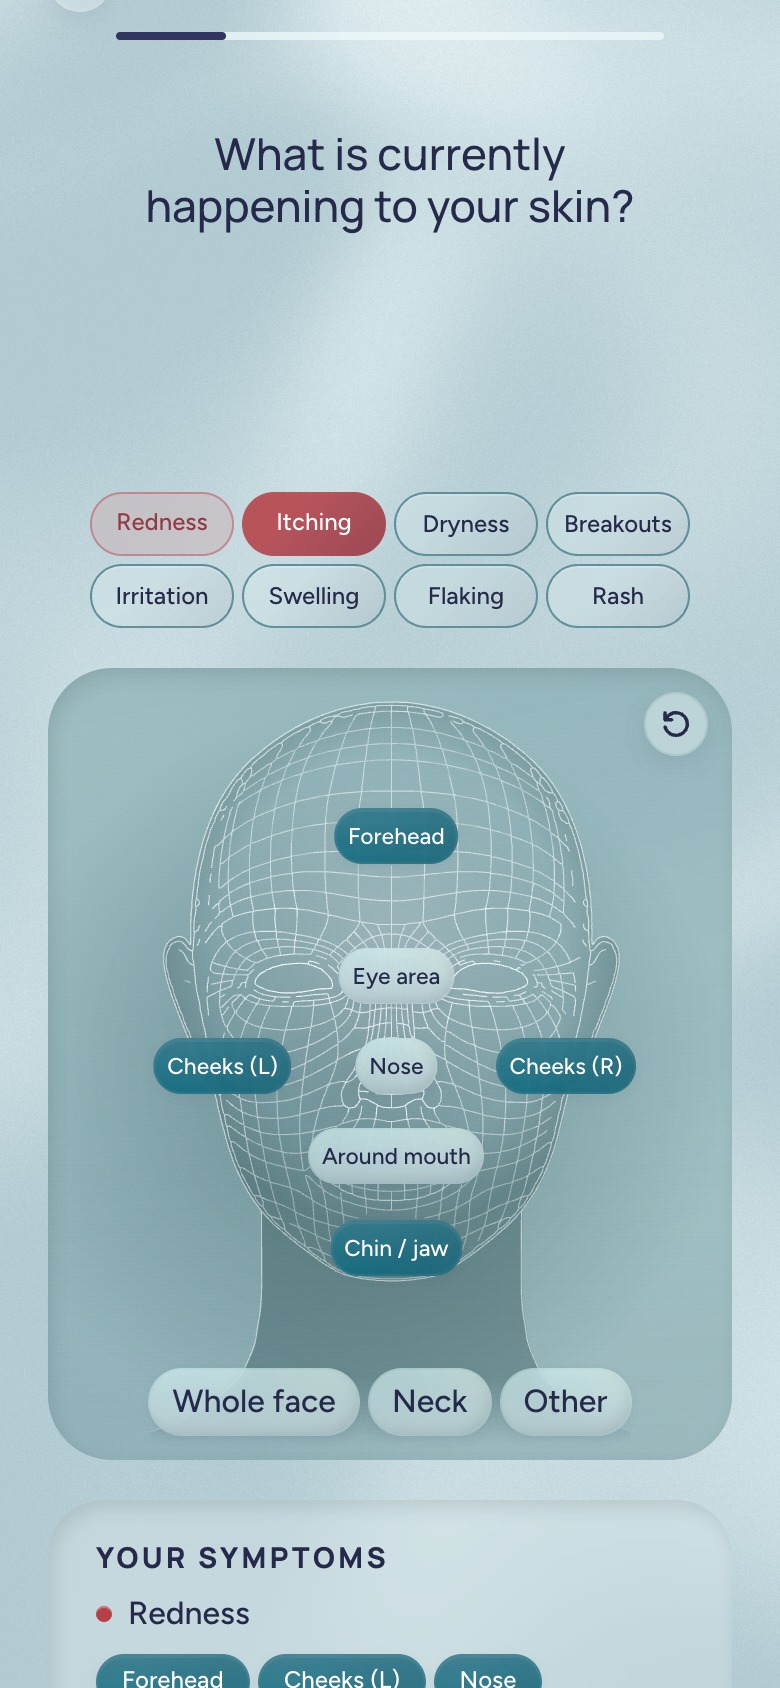 What is currently
happening to your skin?
Redness Itching Dryness Breakouts
Irritation Swelling Flaking Rash
Forehead
Eye area
Cheeks (L) Nose Cheeks (R)
Around mouth
Chin / jaw
Whole face Neck Other
YOUR SYMPTOMS
Redness
Forehead Cheeks (L) Nose